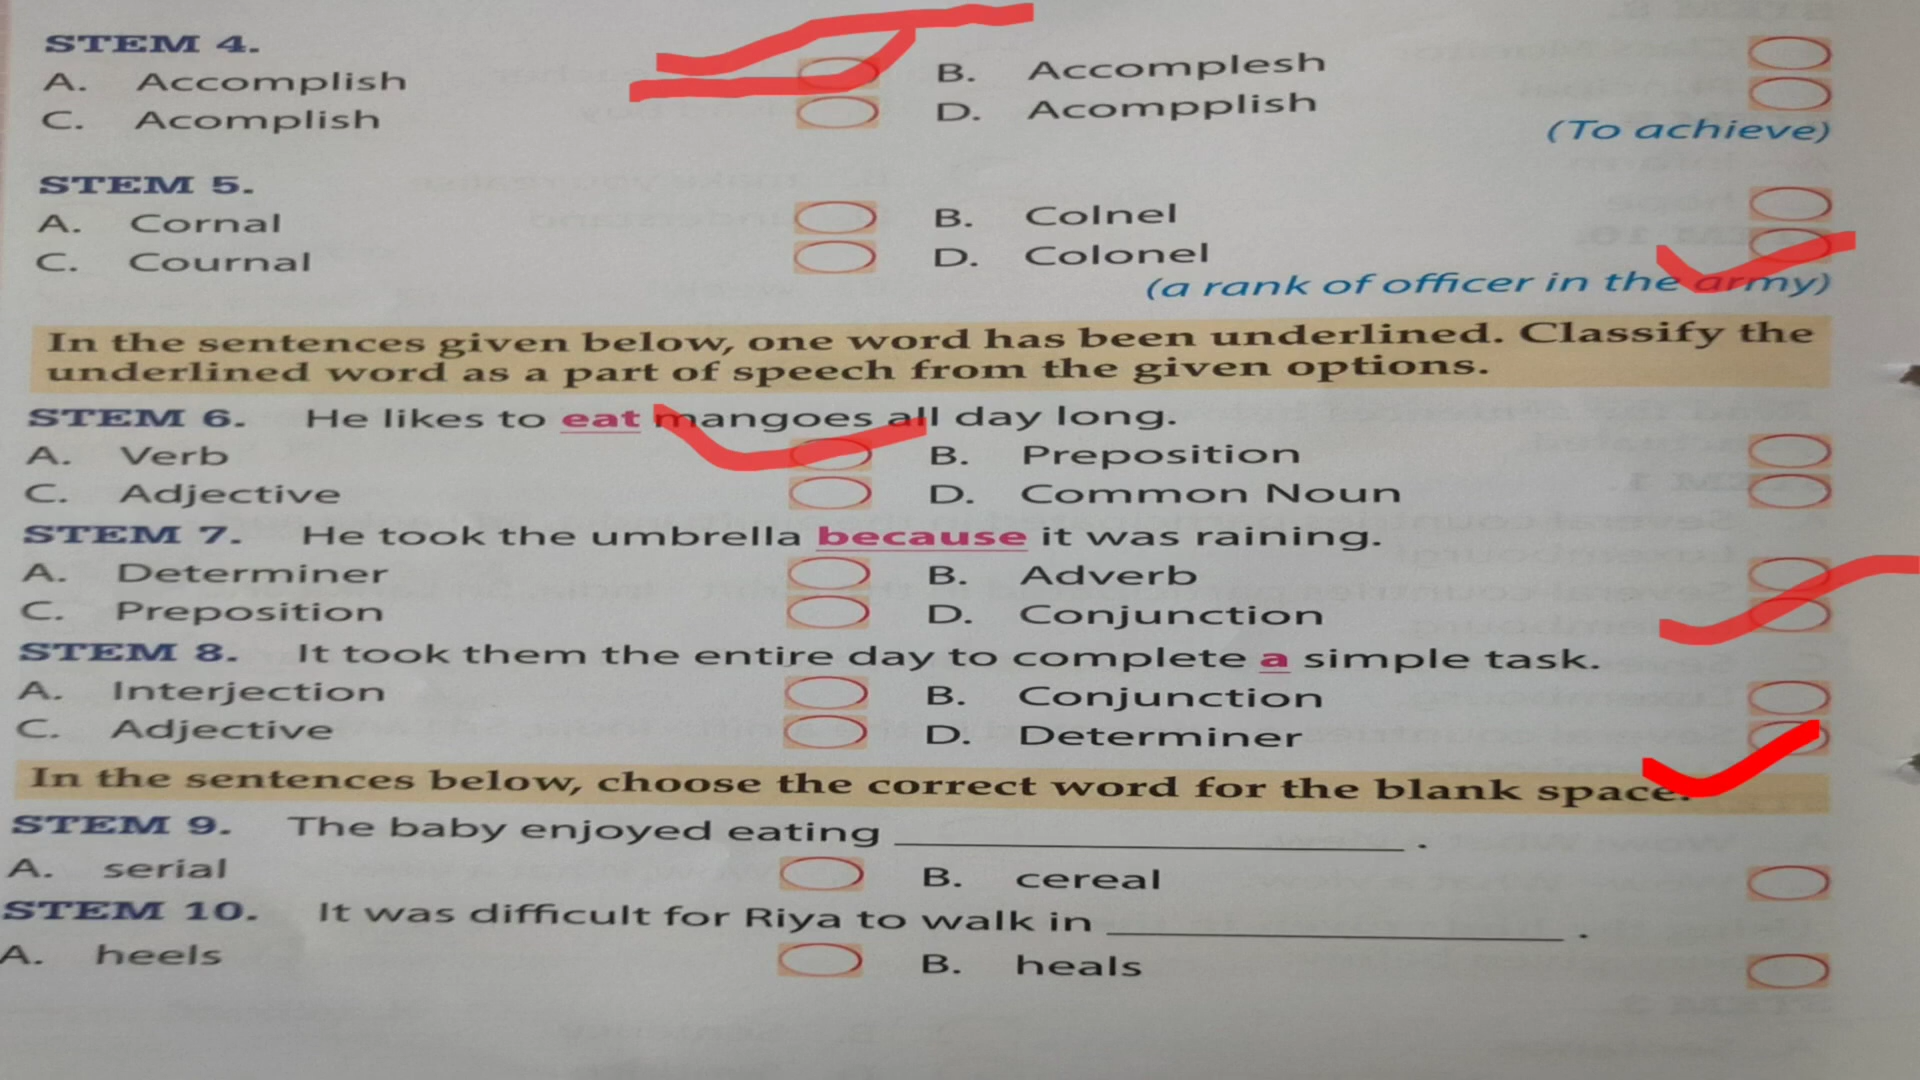 STEM 4.
A. Accomplish B. Accomplesh
C. Acomplish D. Acompplish
(To achieve)
STEM 5.
A. Cornal B. Colnel
C. Cournal D. Colonel
(a rank of officer in the army)
In the sentences given below, one word has been underlined. Classify the
underlined word as a part of speech from the given options.
STEM 6. He likes to eat mangoes all day long.
A. Verb B. Preposition
C. Adjective D. Common Noun
STEM 7. He took the umbrella because it was raining.
A. Determiner B. Adverb
C. Preposition D. Conjunction
STEM 8. It took them the entire day to complete a simple task.
A. Interjection B. Conjunction
C. Adjective D. Determiner
In the sentences below, choose the correct word for the blank space.
STEM 9. The baby enjoyed eating ____________________ .
A. serial B. cereal
STEM 10. It was difficult for Riya to walk in ____________________ .
A. heels B. heals